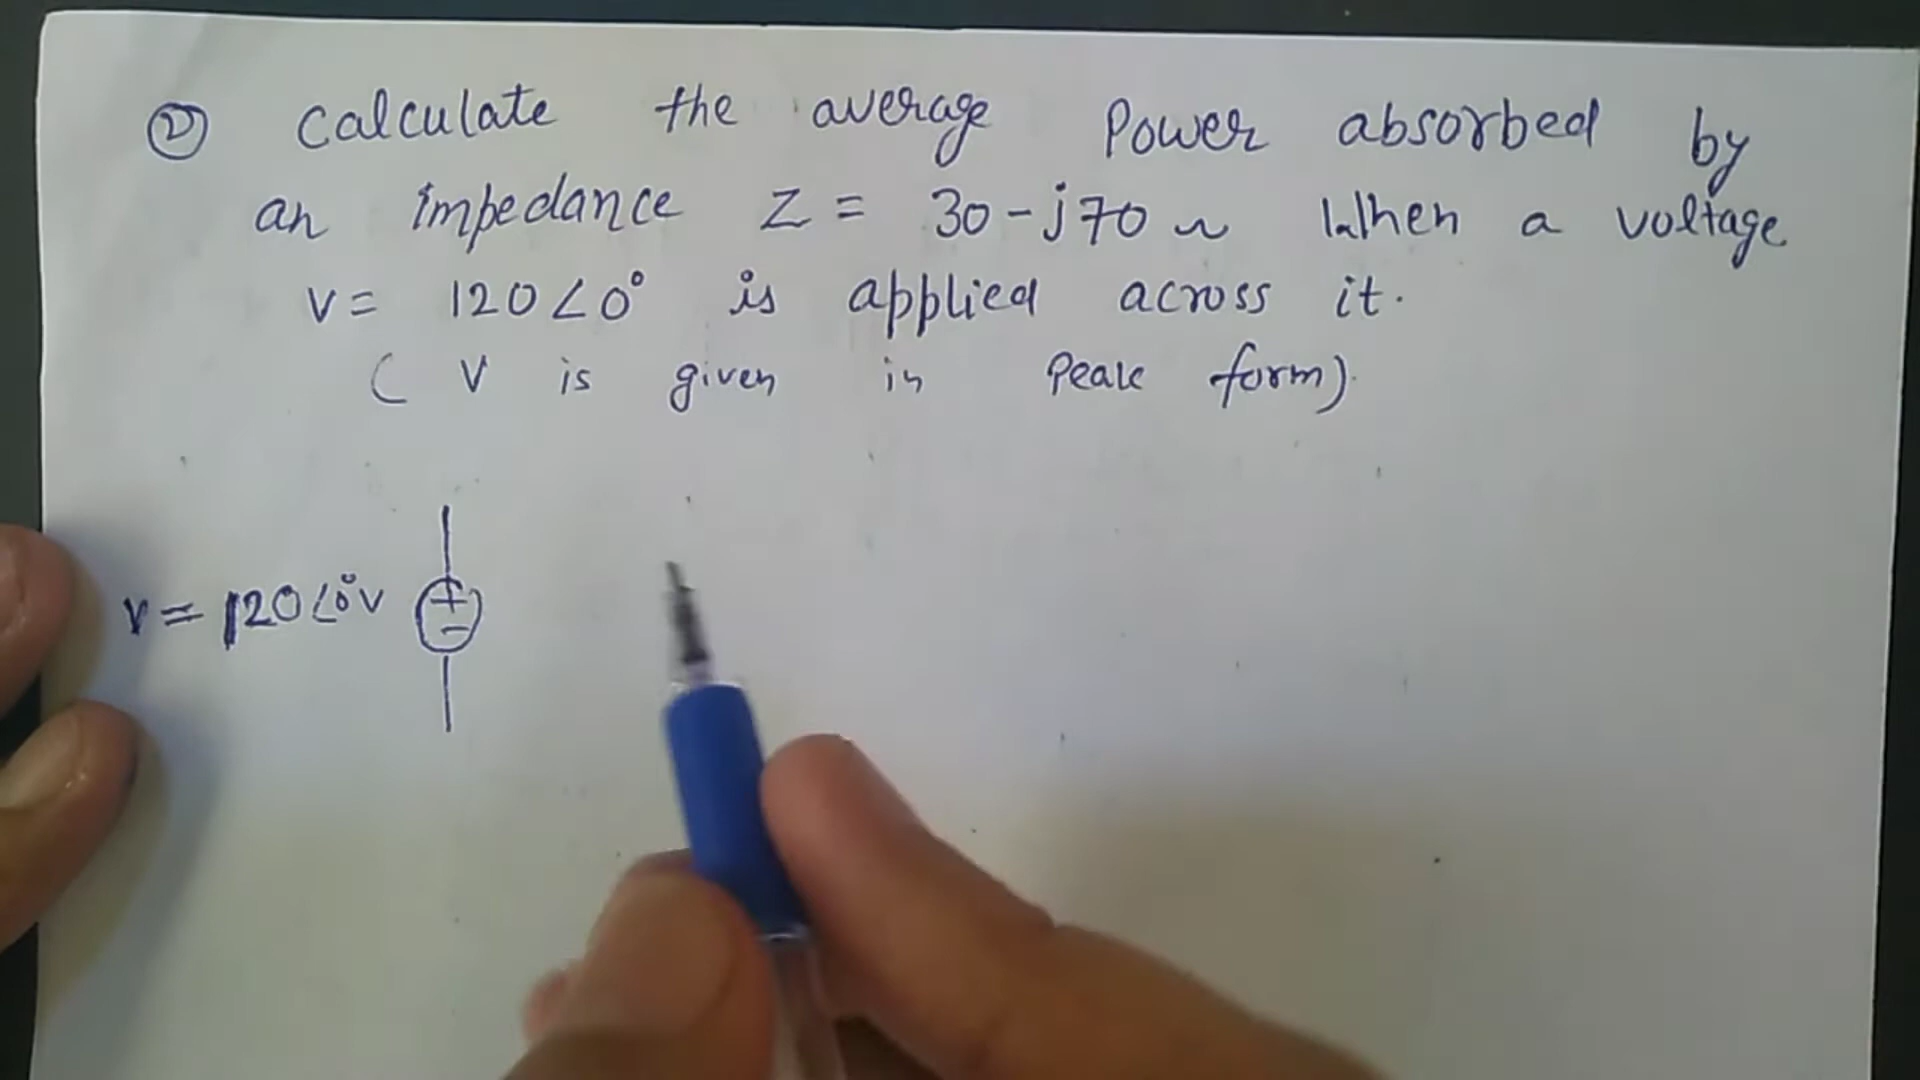 ② Calculate the average Power absorbed by
an impedance Z = 30-j70 ~ When a voltage
V= 120∠0° is applied across it.
( V is given in Peak form).
V = 120∠0°V
+
-